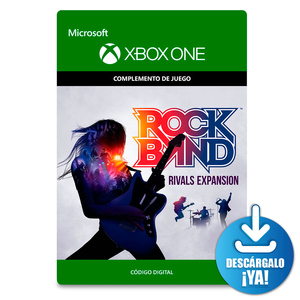 Microsoft
XBOX ONE
COMPLEMENTO DE JUEGO
ROCK
BAND
RIVALS EXPANSION
CÓDIGO DIGITAL
DESCÁRGALO
¡YA!